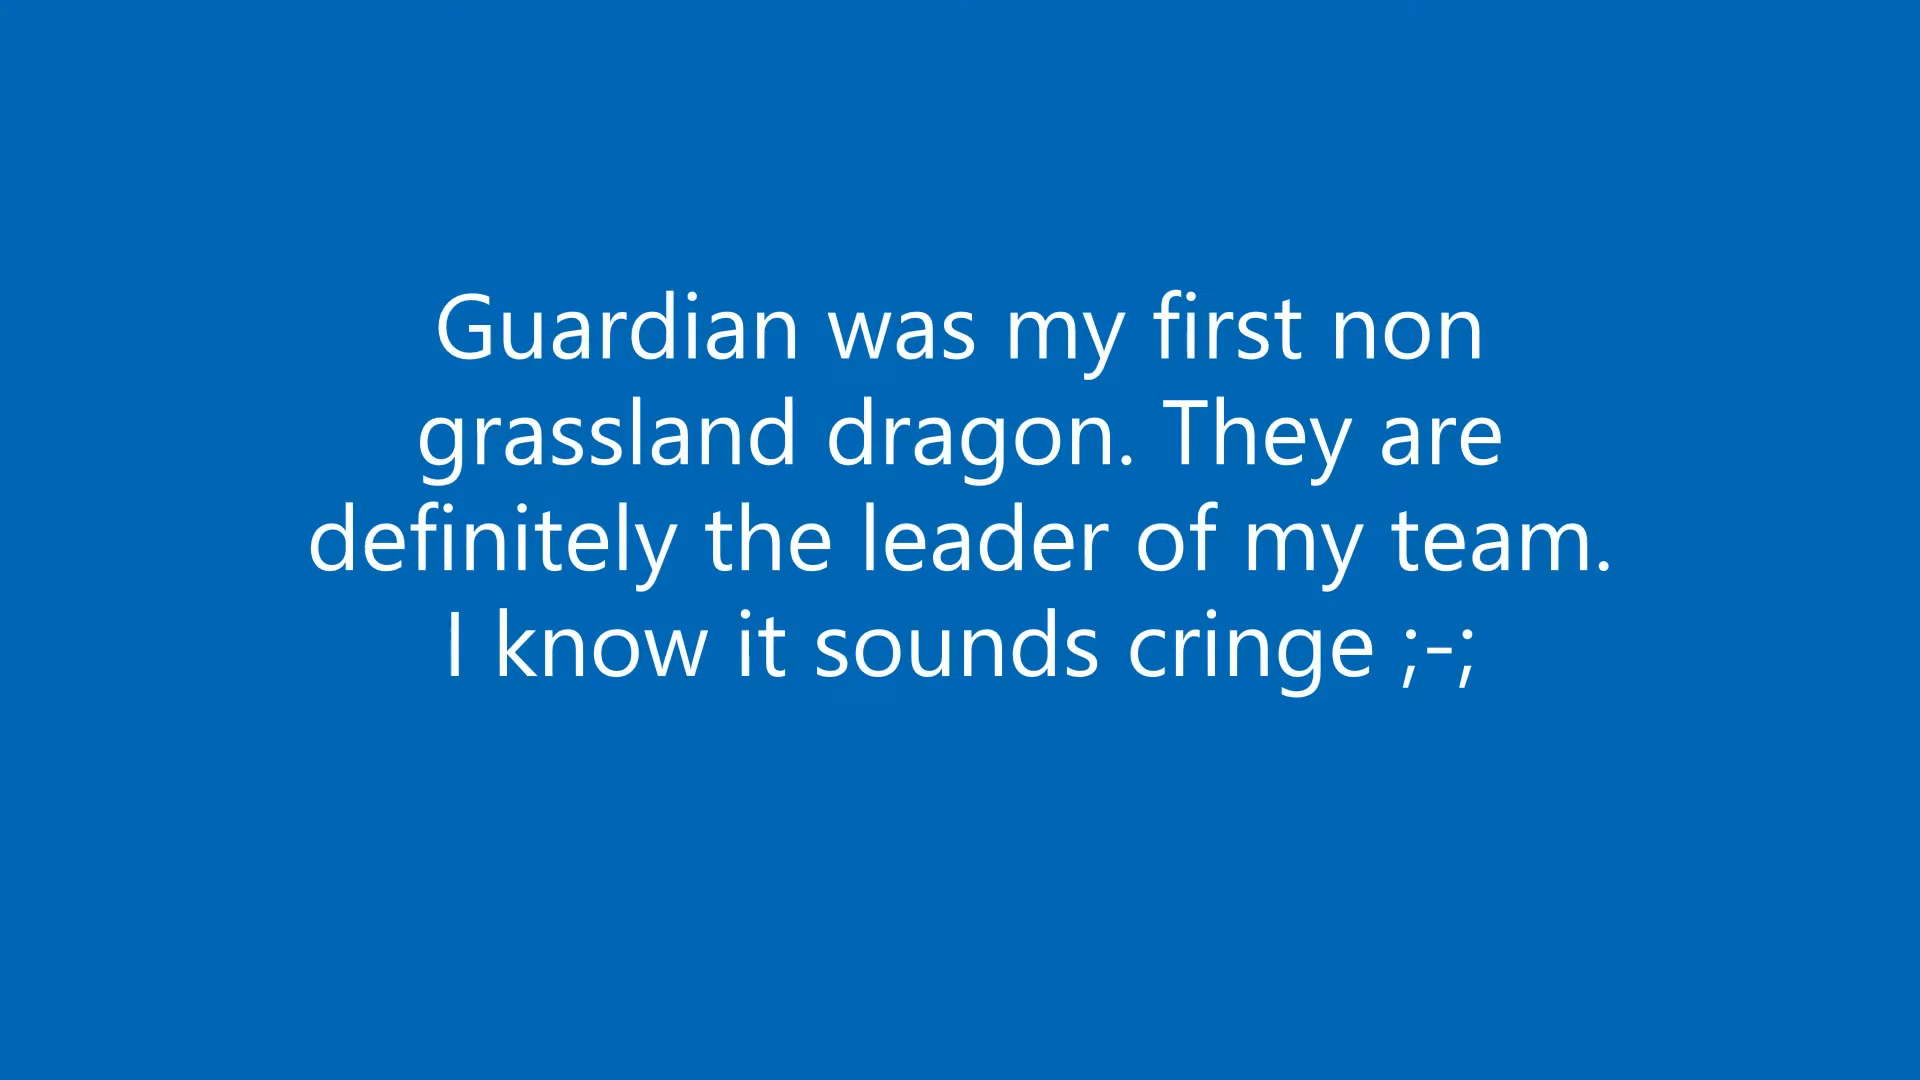 Guardian was my first non
grassland dragon. They are
definitely the leader of my team.
I know it sounds cringe ;-;